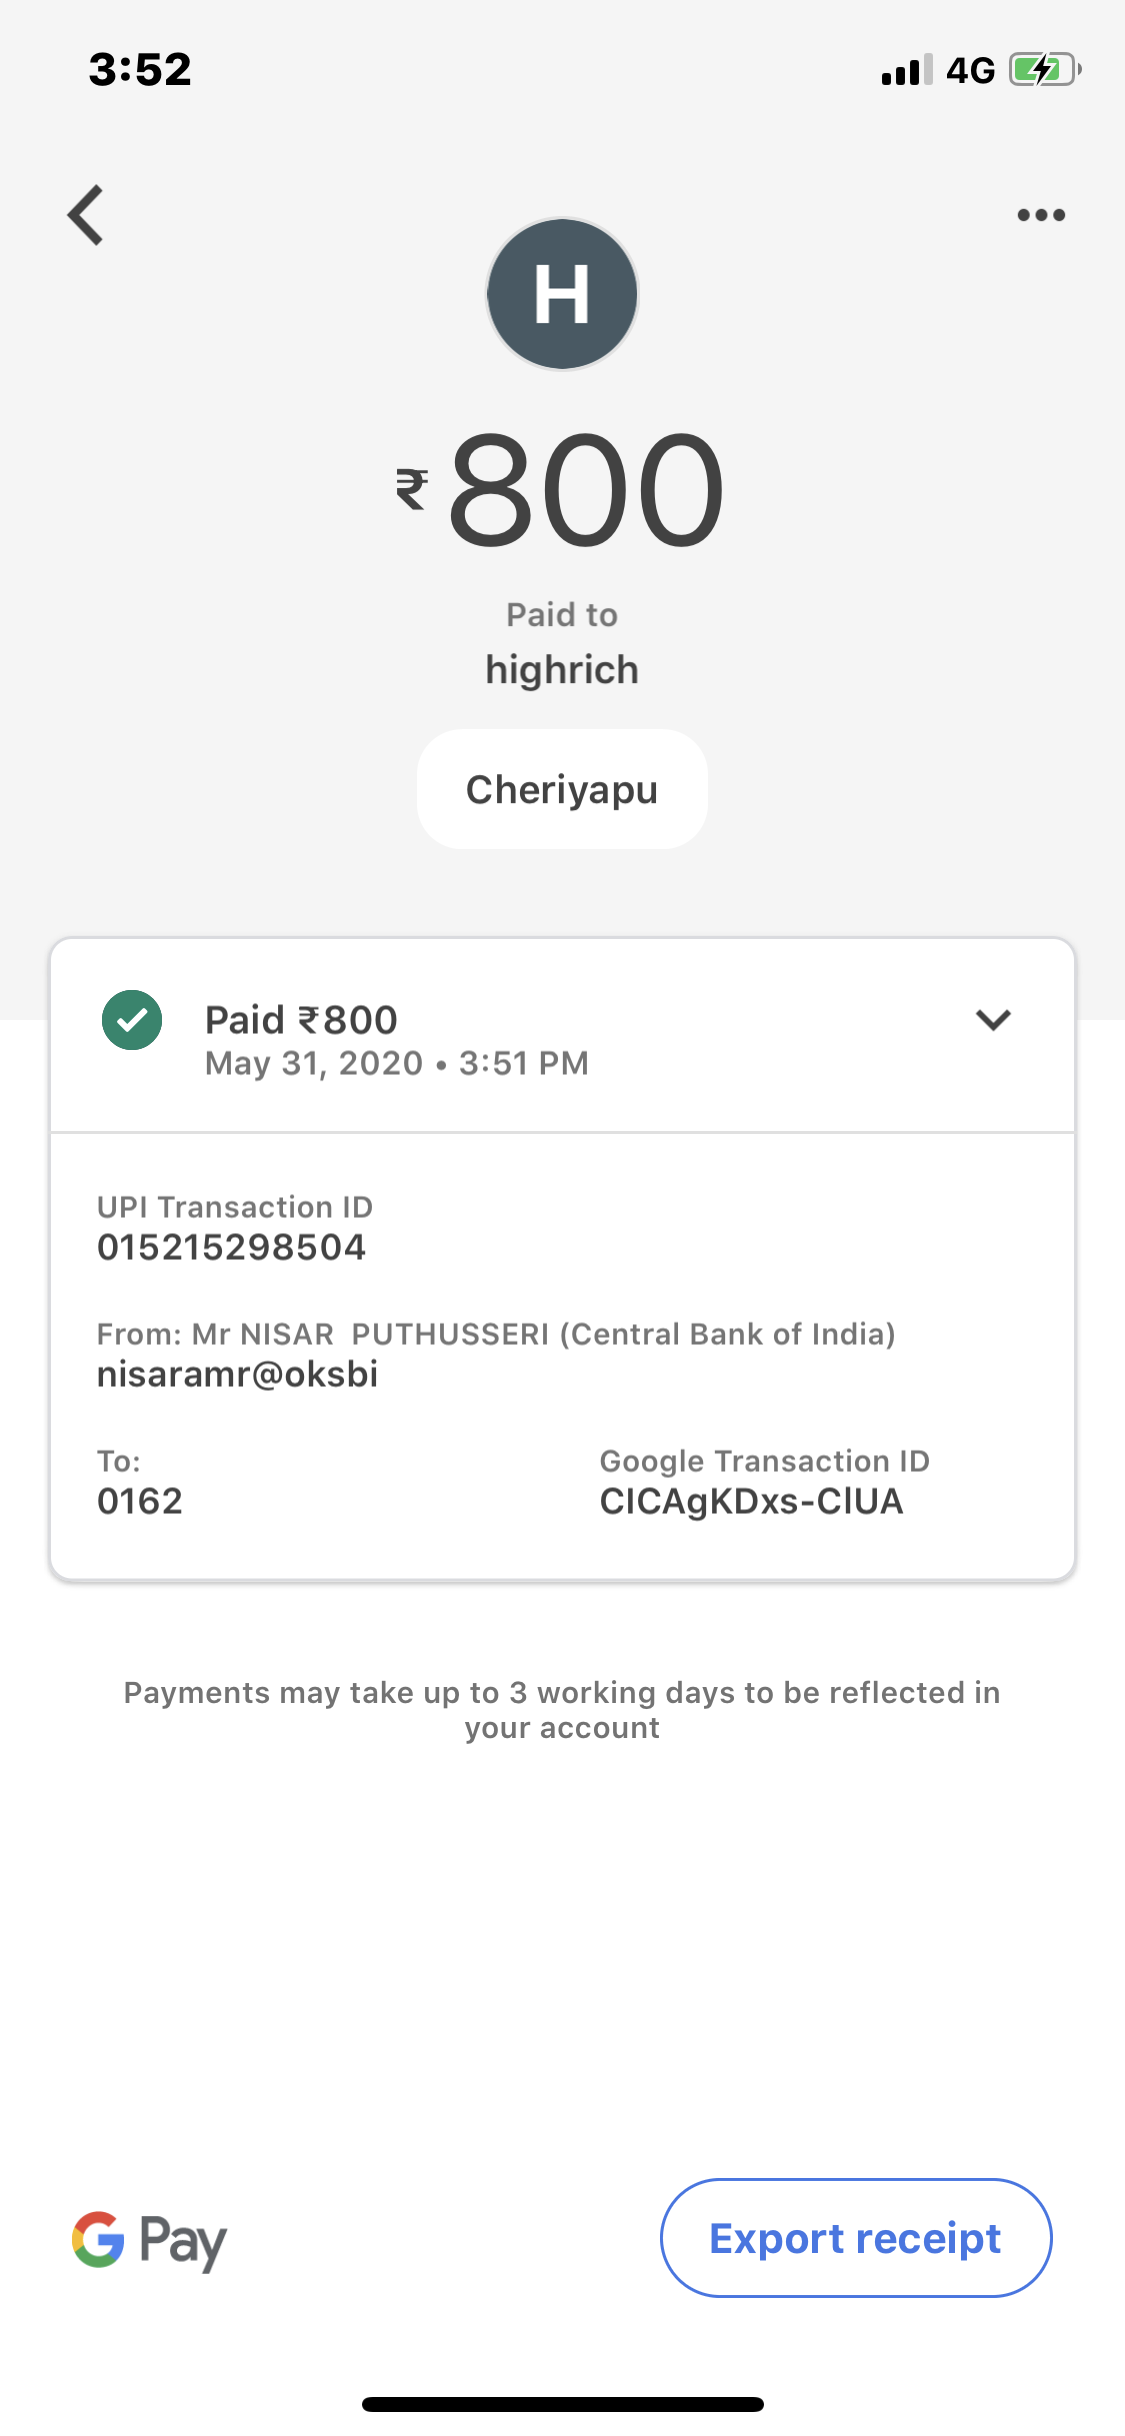 3:52
4G
H
₹800
Paid to
highrich
Cheriyapu
Paid ₹800
May 31, 2020 • 3:51 PM
UPI Transaction ID
015215298504
From: Mr NISAR  PUTHUSSERI (Central Bank of India)
nisaramr@oksbi
To:
0162
Google Transaction ID
CICAgKDxs-ClUA
Payments may take up to 3 working days to be reflected in
your account
G Pay
Export receipt